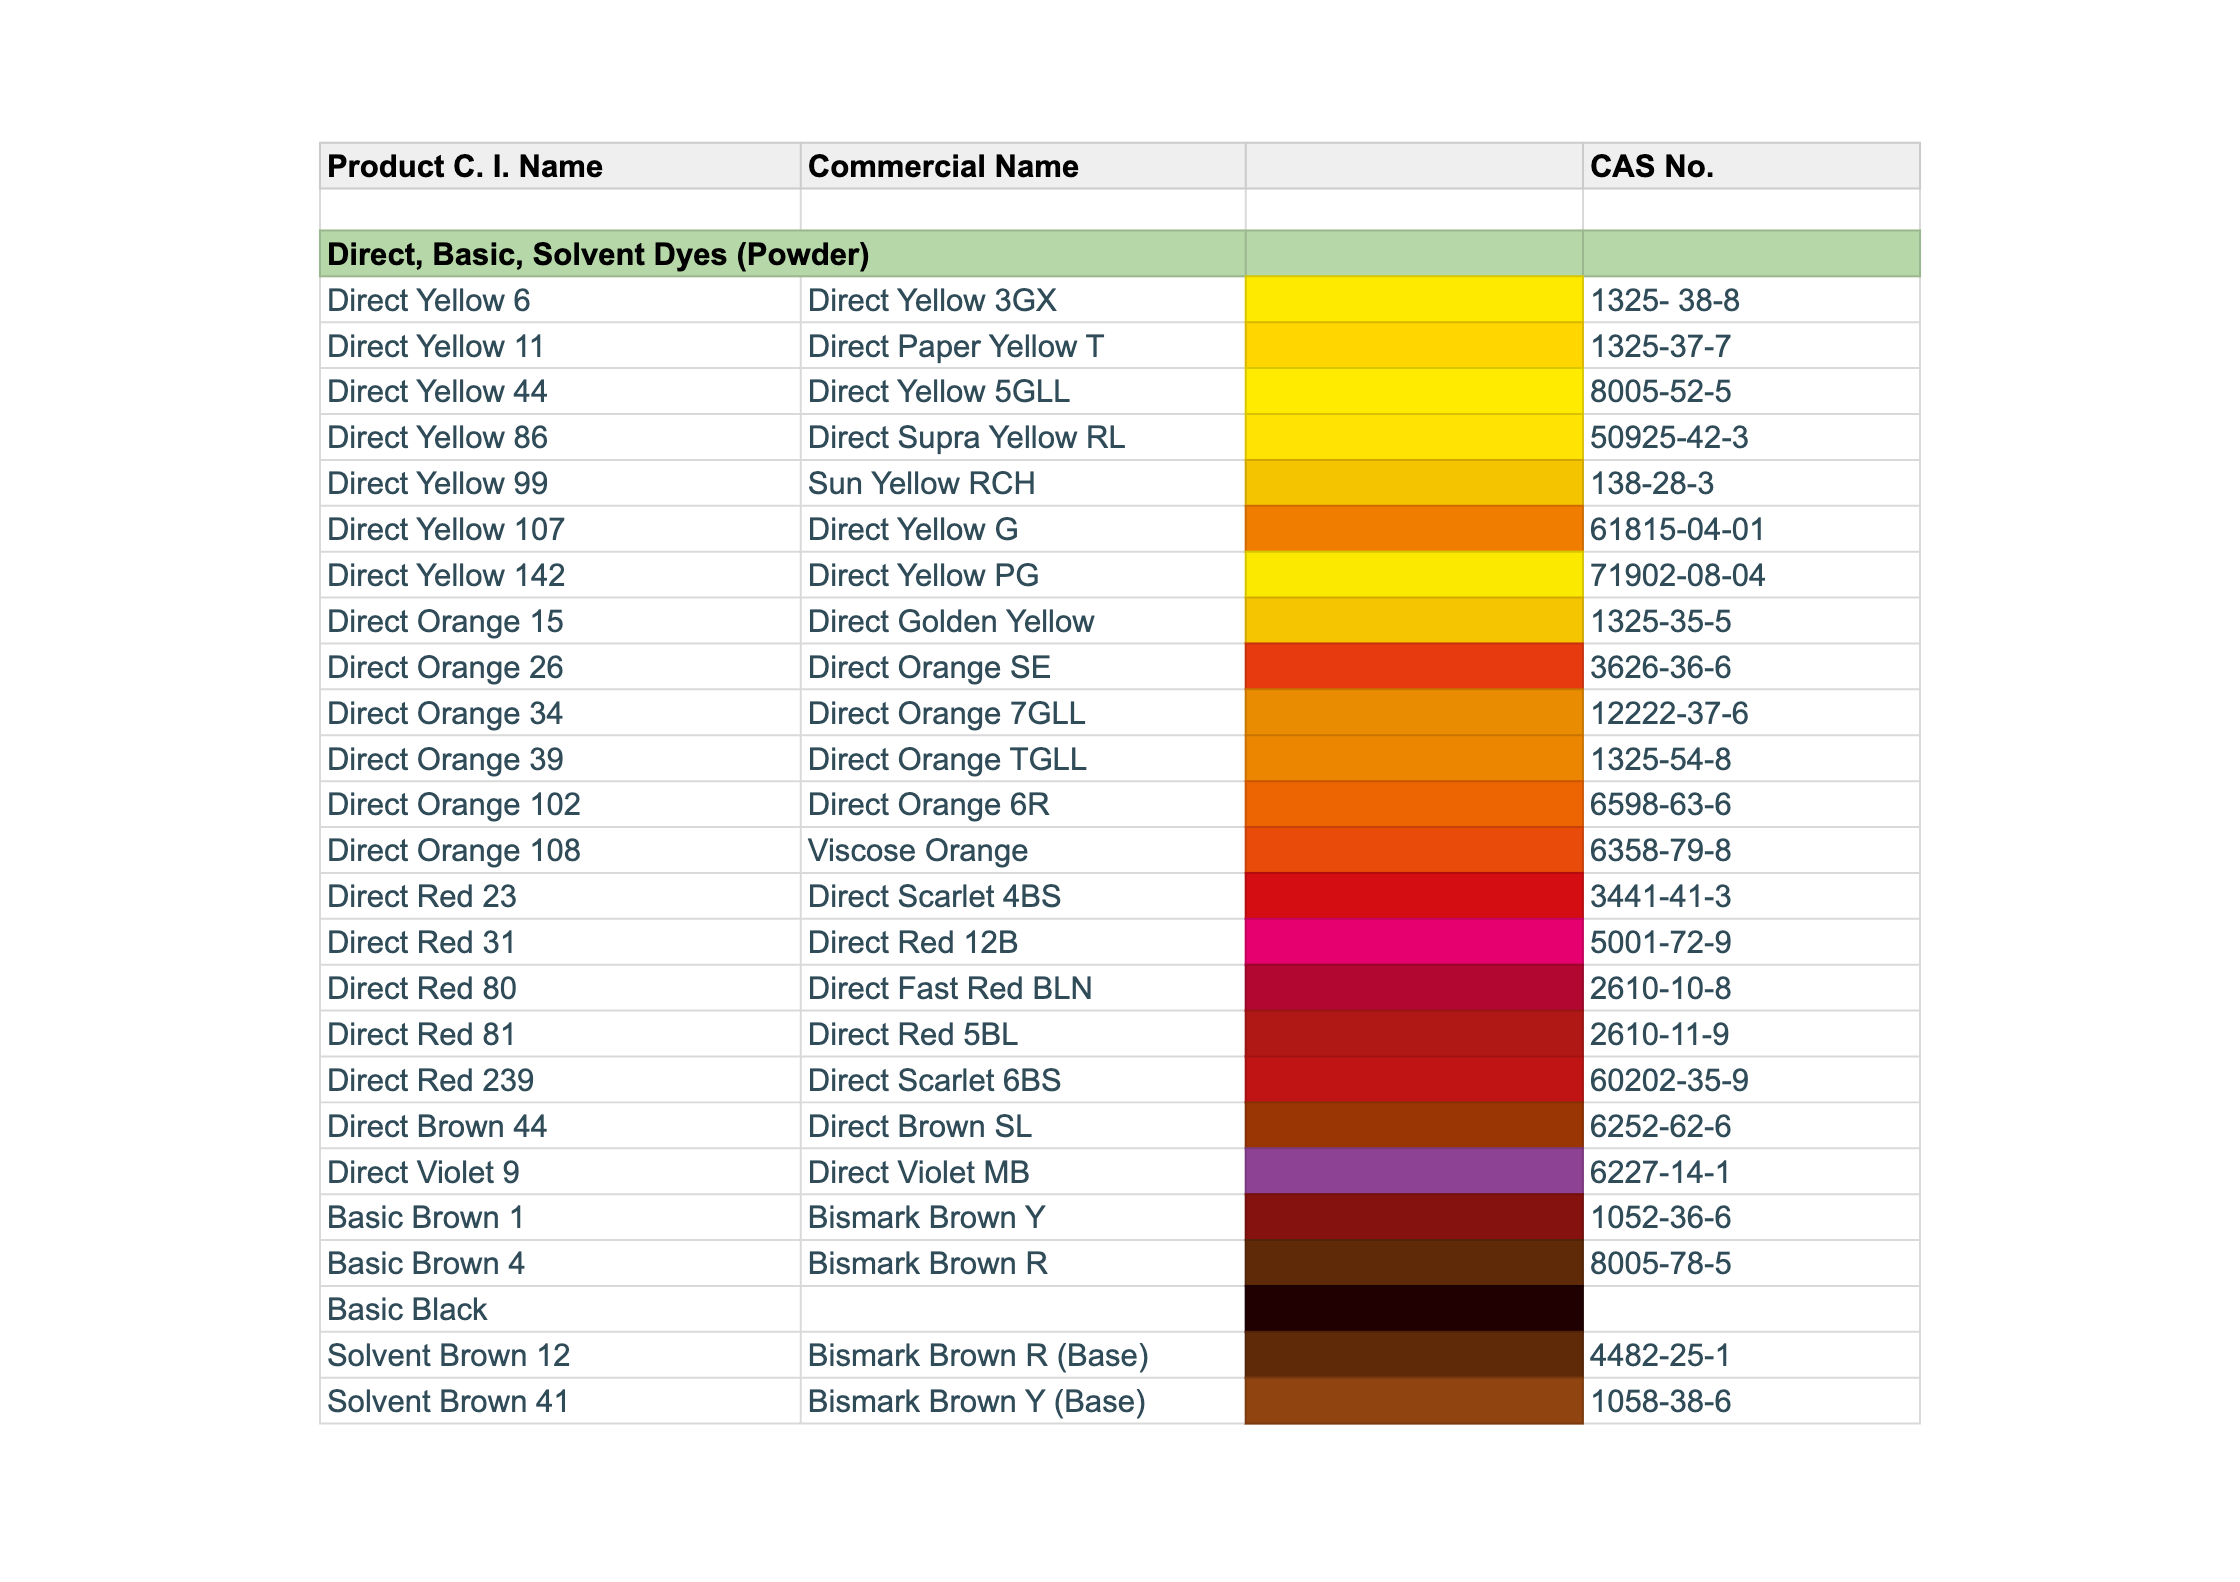 Product C. I. Name Commercial Name CAS No.
Direct, Basic, Solvent Dyes (Powder)
Direct Yellow 6 Direct Yellow 3GX 1325- 38-8
Direct Yellow 11 Direct Paper Yellow T 1325-37-7
Direct Yellow 44 Direct Yellow 5GLL 8005-52-5
Direct Yellow 86 Direct Supra Yellow RL 50925-42-3
Direct Yellow 99 Sun Yellow RCH 138-28-3
Direct Yellow 107 Direct Yellow G 61815-04-01
Direct Yellow 142 Direct Yellow PG 71902-08-04
Direct Orange 15 Direct Golden Yellow 1325-35-5
Direct Orange 26 Direct Orange SE 3626-36-6
Direct Orange 34 Direct Orange 7GLL 12222-37-6
Direct Orange 39 Direct Orange TGLL 1325-54-8
Direct Orange 102 Direct Orange 6R 6598-63-6
Direct Orange 108 Viscose Orange 6358-79-8
Direct Red 23 Direct Scarlet 4BS 3441-41-3
Direct Red 31 Direct Red 12B 5001-72-9
Direct Red 80 Direct Fast Red BLN 2610-10-8
Direct Red 81 Direct Red 5BL 2610-11-9
Direct Red 239 Direct Scarlet 6BS 60202-35-9
Direct Brown 44 Direct Brown SL 6252-62-6
Direct Violet 9 Direct Violet MB 6227-14-1
Basic Brown 1 Bismark Brown Y 1052-36-6
Basic Brown 4 Bismark Brown R 8005-78-5
Basic Black
Solvent Brown 12 Bismark Brown R (Base) 4482-25-1
Solvent Brown 41 Bismark Brown Y (Base) 1058-38-6